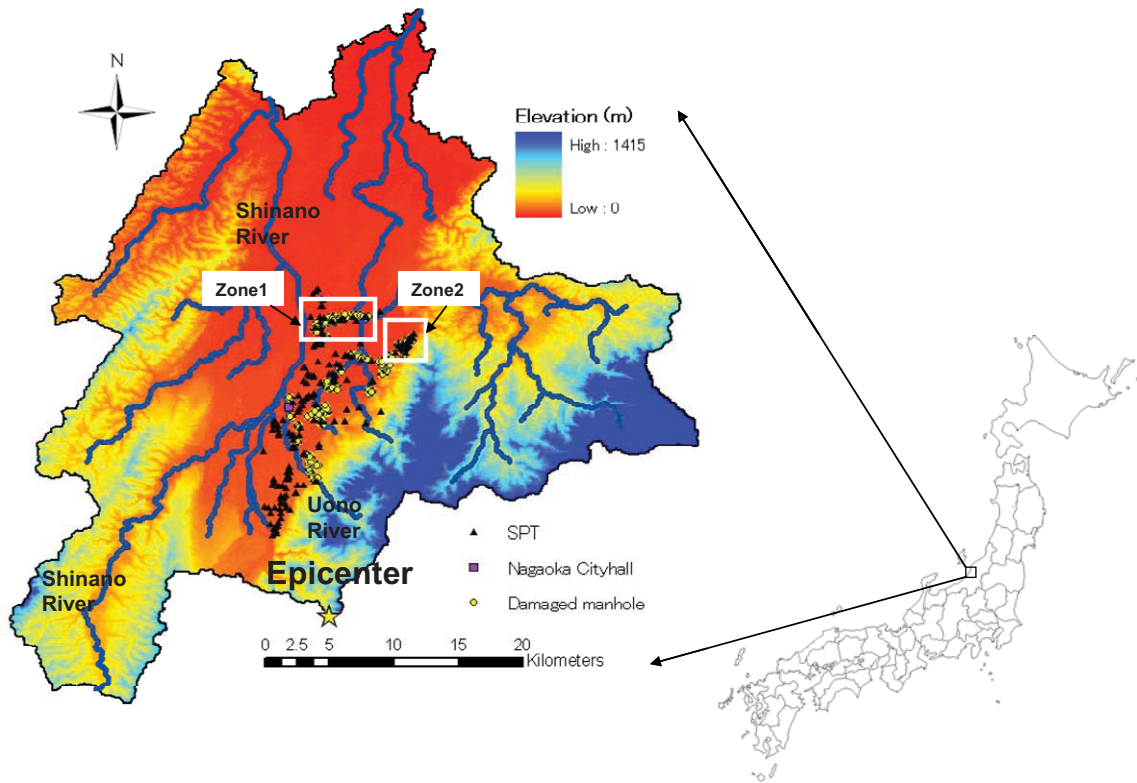 N
Elevation (m)
High : 1415
Low : 0
Shinano
River
Zone1
Zone2
Uono
River
SPT
Nagaoka Cityhall
Damaged manhole
Epicenter
Shinano
River
0 2.5 5 10 15 20
Kilometers